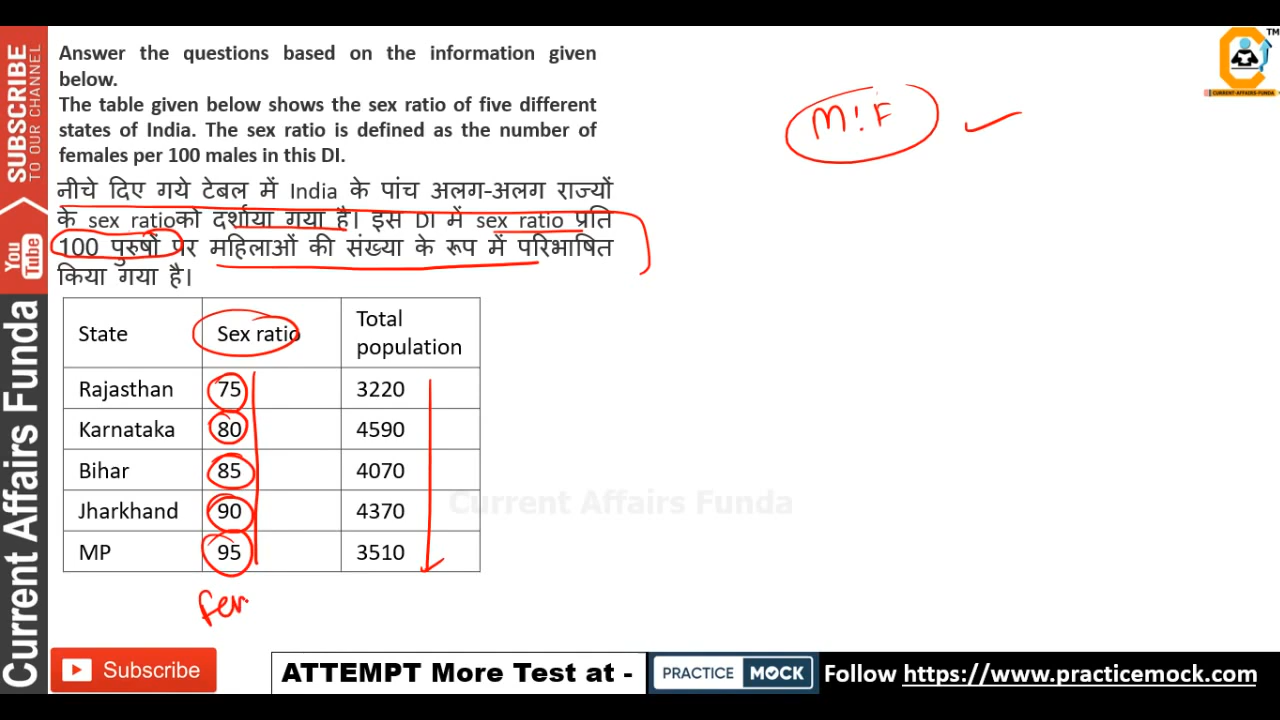 SUBSCRIBE
TO OUR CHANNEL
You
Tube
Current Affairs Funda
Answer the questions based on the information given
below.
The table given below shows the sex ratio of five different
states of India. The sex ratio is defined as the number of
females per 100 males in this DI.
नीचे दिए गये टेबल में India के पांच अलग-अलग राज्यों
के sex ratioको दर्शाया गया है। इस DI में sex ratio प्रति
100 पुरुषों पर महिलाओं की संख्या के रूप में परिभाषित
किया गया है।
M:F
TM
CURRENT-AFFAIRS-FUNDA
State Sex ratio Total population
Rajasthan 75 3220
Karnataka 80 4590
Bihar 85 4070
Jharkhand 90 4370
MP 95 3510
Current Affairs Funda
fem
Subscribe
ATTEMPT More Test at - PRACTICE MOCK Follow https://www.practicemock.com